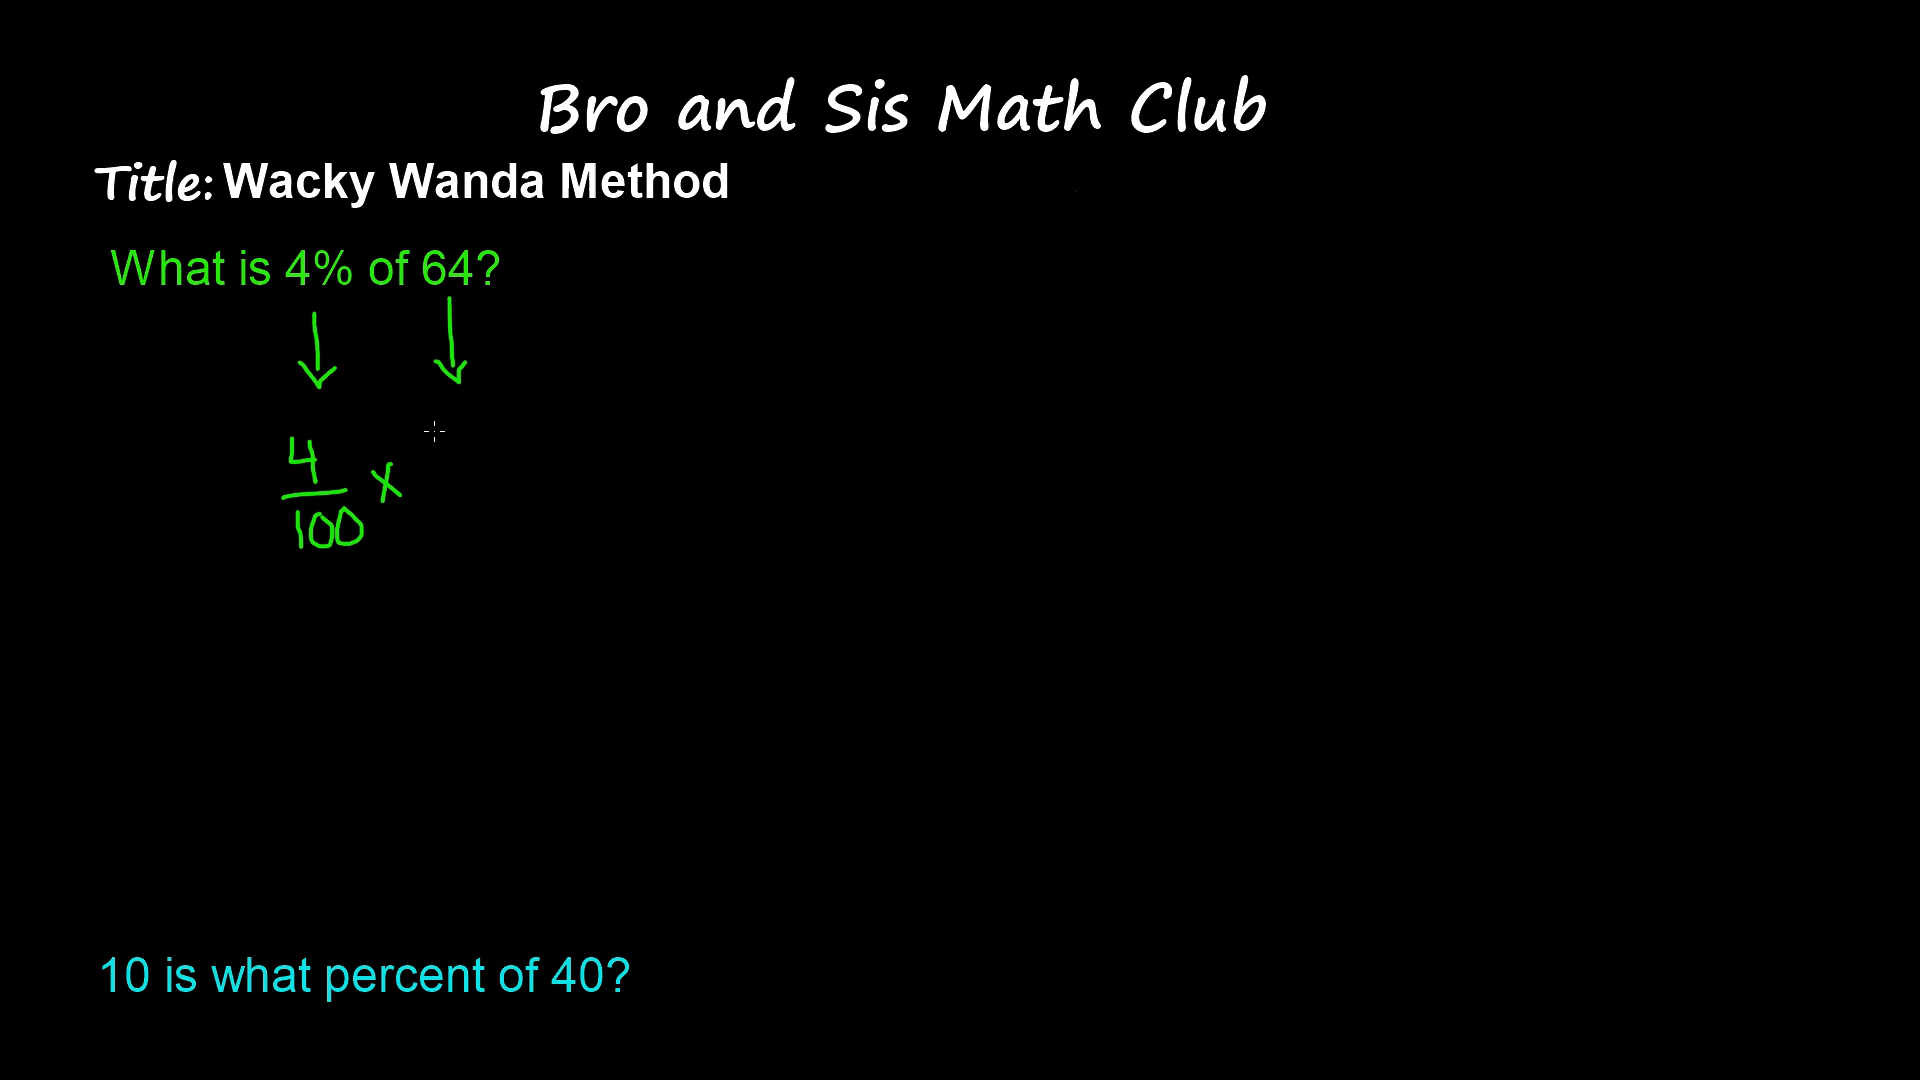 Bro and Sis Math Club
Title: Wacky Wanda Method
What is 4% of 64?
4
x
100
10 is what percent of 40?